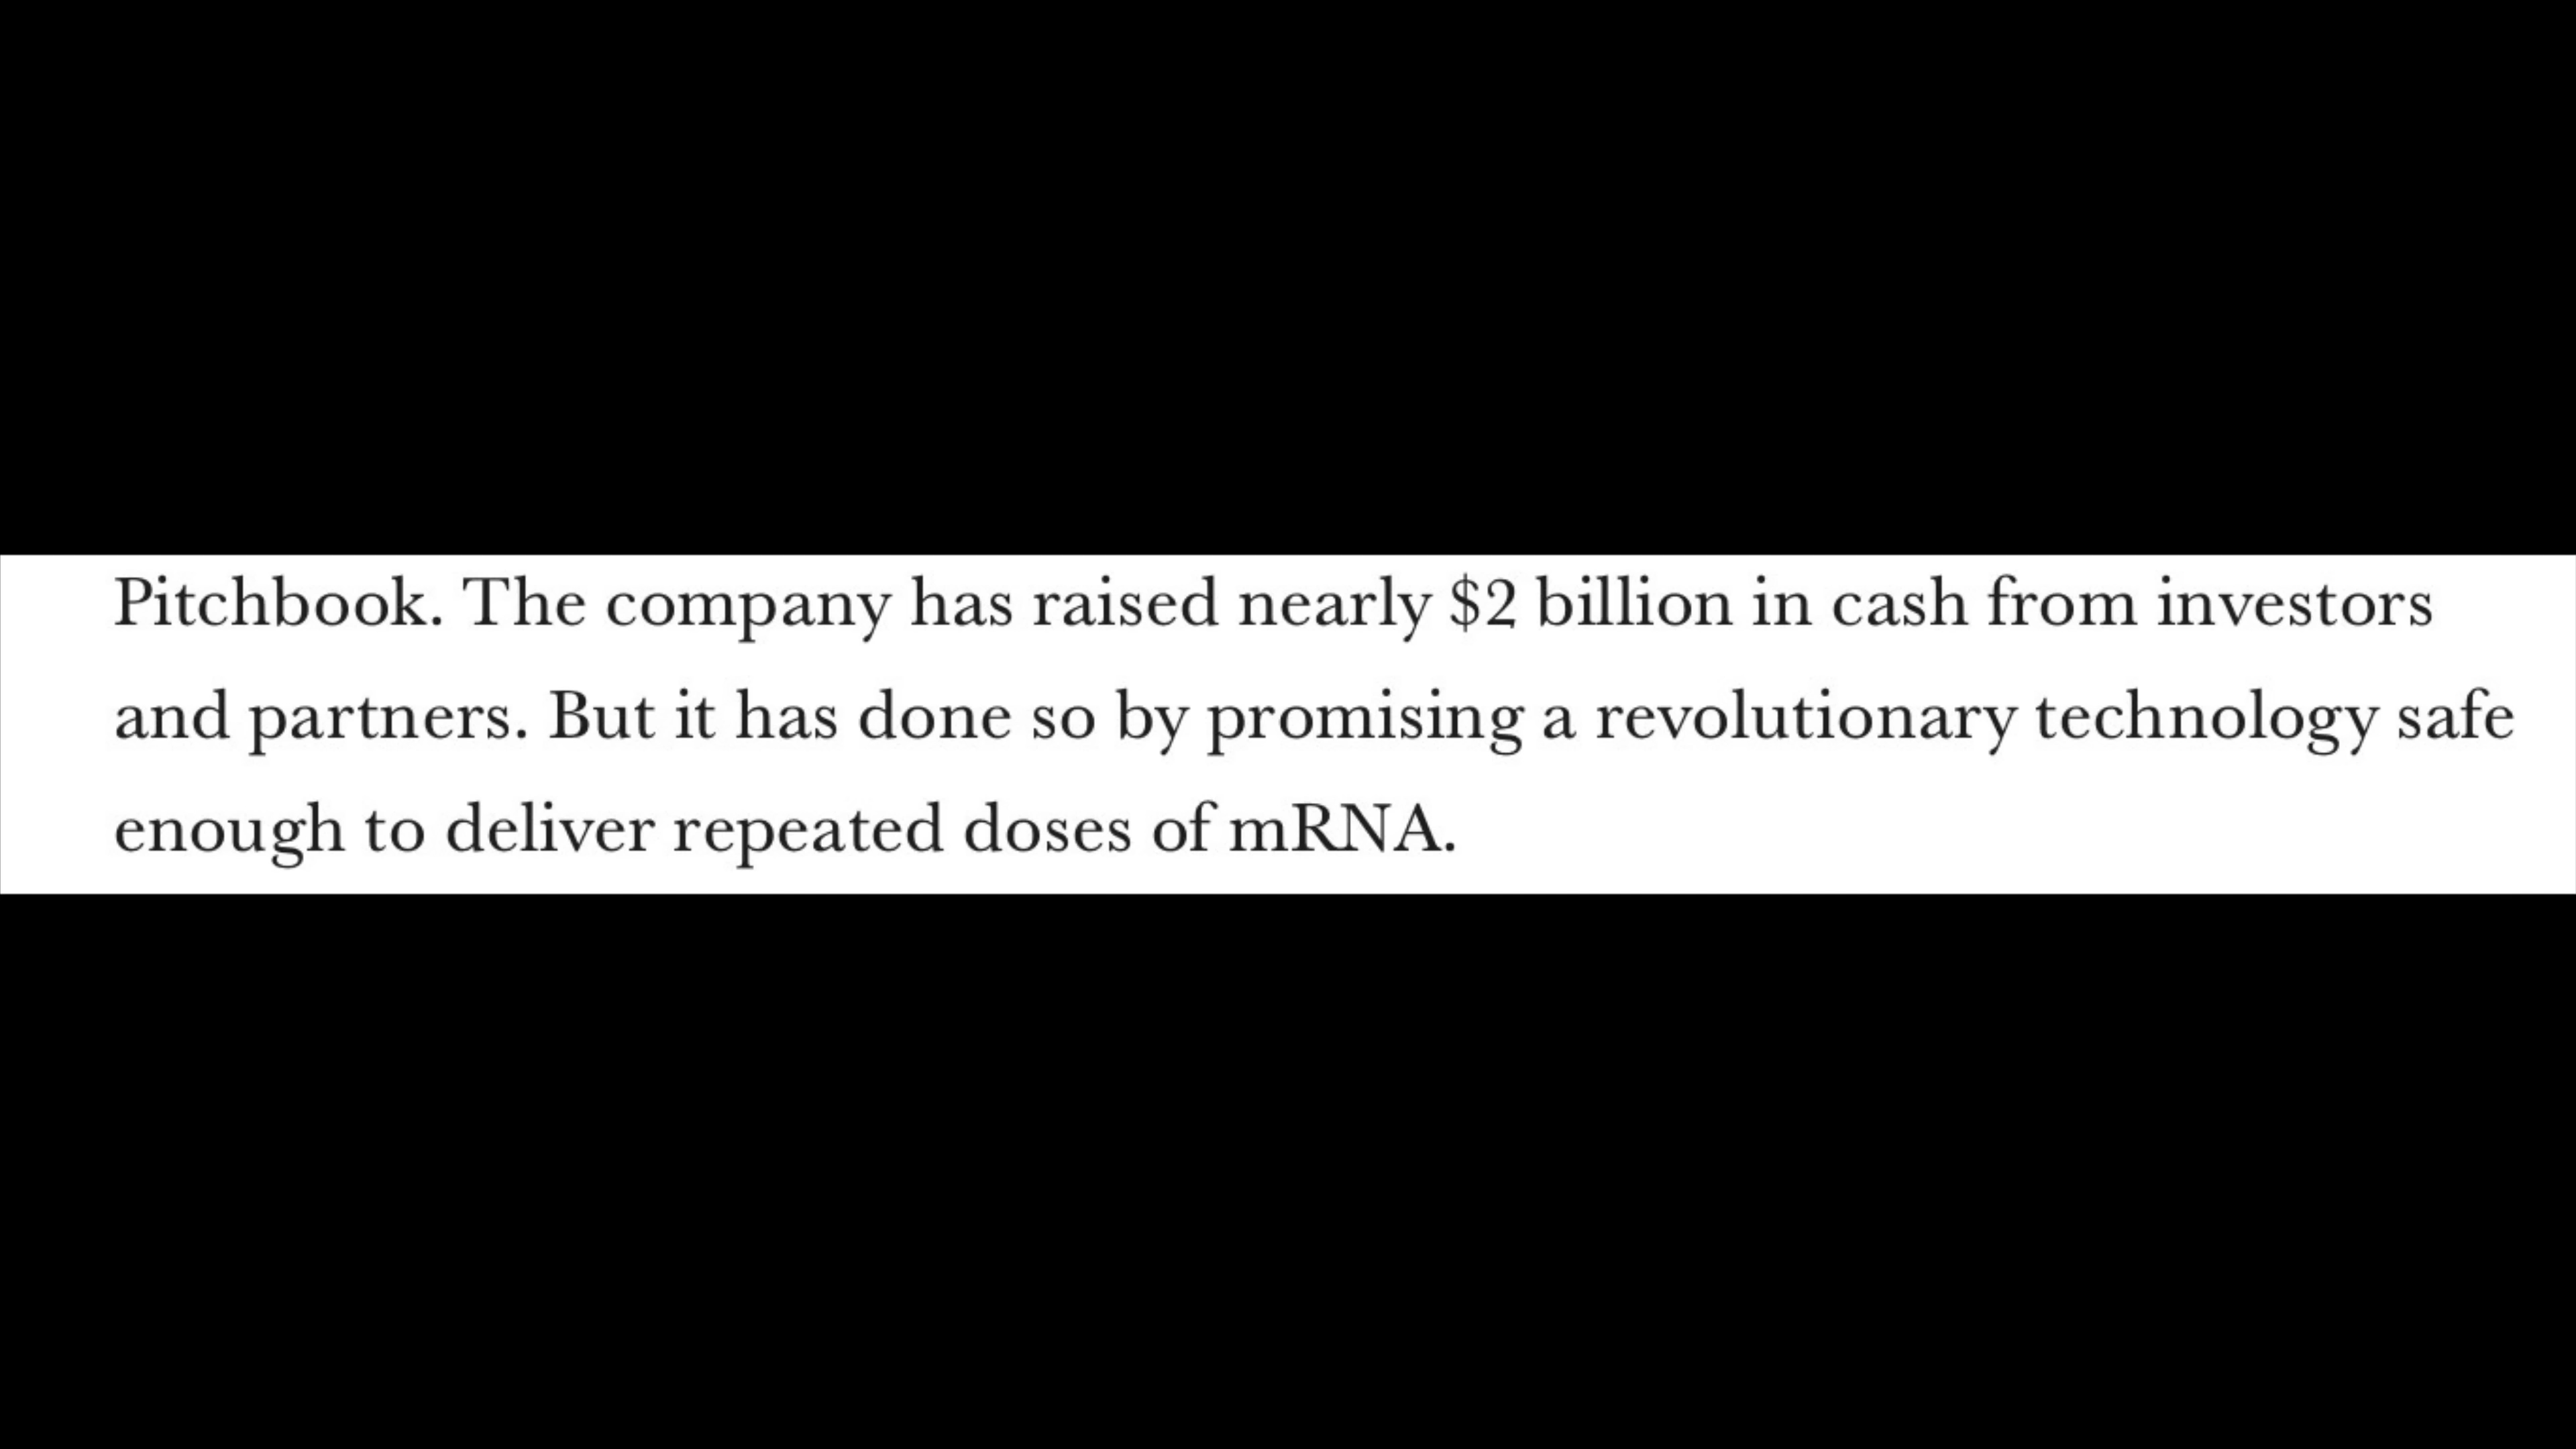 Pitchbook. The company has raised nearly $2 billion in cash from investors
and partners. But it has done so by promising a revolutionary technology safe
enough to deliver repeated doses of mRNA.